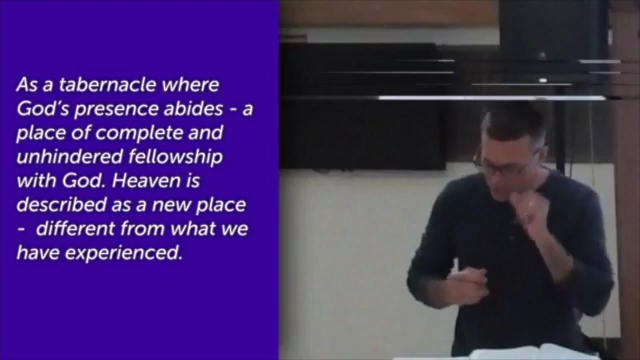 As a tabernacle where
God's presence abides - a
place of complete and
unhindered fellowship
with God. Heaven is
described as a new place
-  different from what we
have experienced.